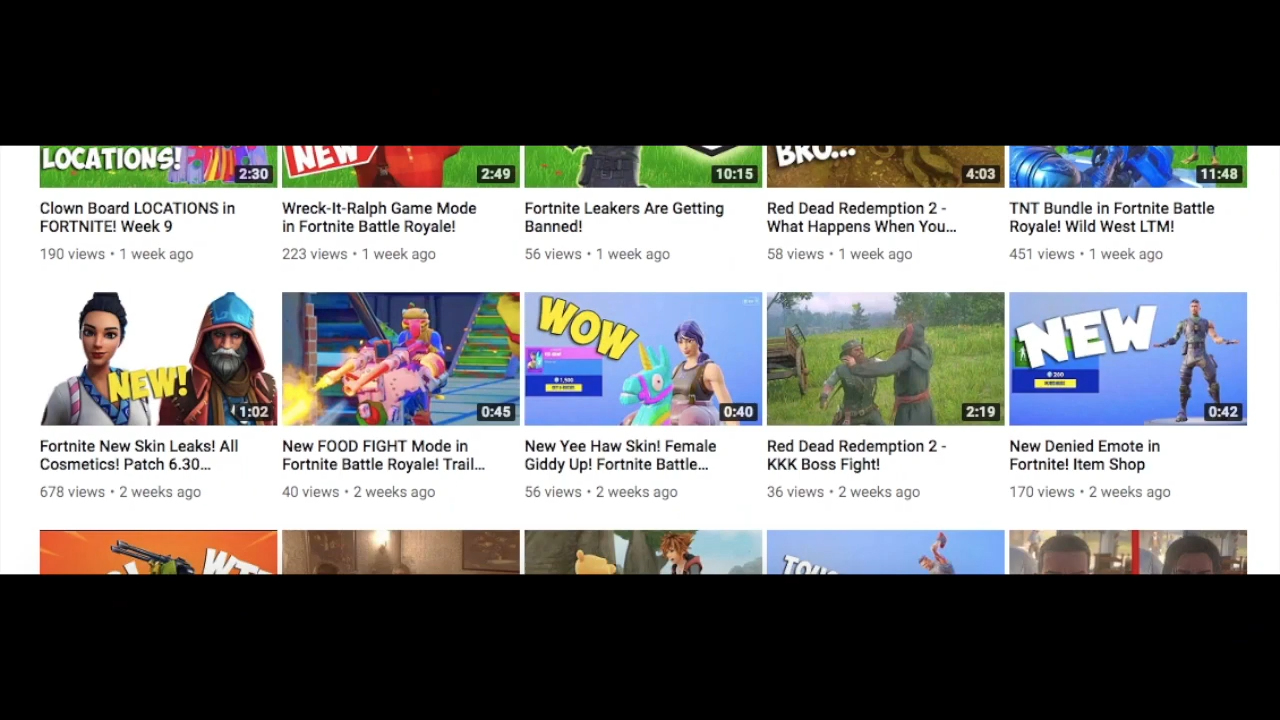 LOCATIONS!
2:30
NEW
2:49
10:15
BRO...
4:03
11:48
Clown Board LOCATIONS in
FORTNITE! Week 9
190 views • 1 week ago
Wreck-It-Ralph Game Mode
in Fortnite Battle Royale!
223 views • 1 week ago
Fortnite Leakers Are Getting
Banned!
56 views • 1 week ago
Red Dead Redemption 2 -
What Happens When You...
58 views • 1 week ago
TNT Bundle in Fortnite Battle
Royale! Wild West LTM!
451 views • 1 week ago
NEW!
1:02
0:45
WOW
1,500
0:40
2:19
NEW
200
0:42
Fortnite New Skin Leaks! All
Cosmetics! Patch 6.30...
678 views • 2 weeks ago
New FOOD FIGHT Mode in
Fortnite Battle Royale! Trail...
40 views • 2 weeks ago
New Yee Haw Skin! Female
Giddy Up! Fortnite Battle...
56 views • 2 weeks ago
Red Dead Redemption 2 -
KKK Boss Fight!
36 views • 2 weeks ago
New Denied Emote in
Fortnite! Item Shop
170 views • 2 weeks ago